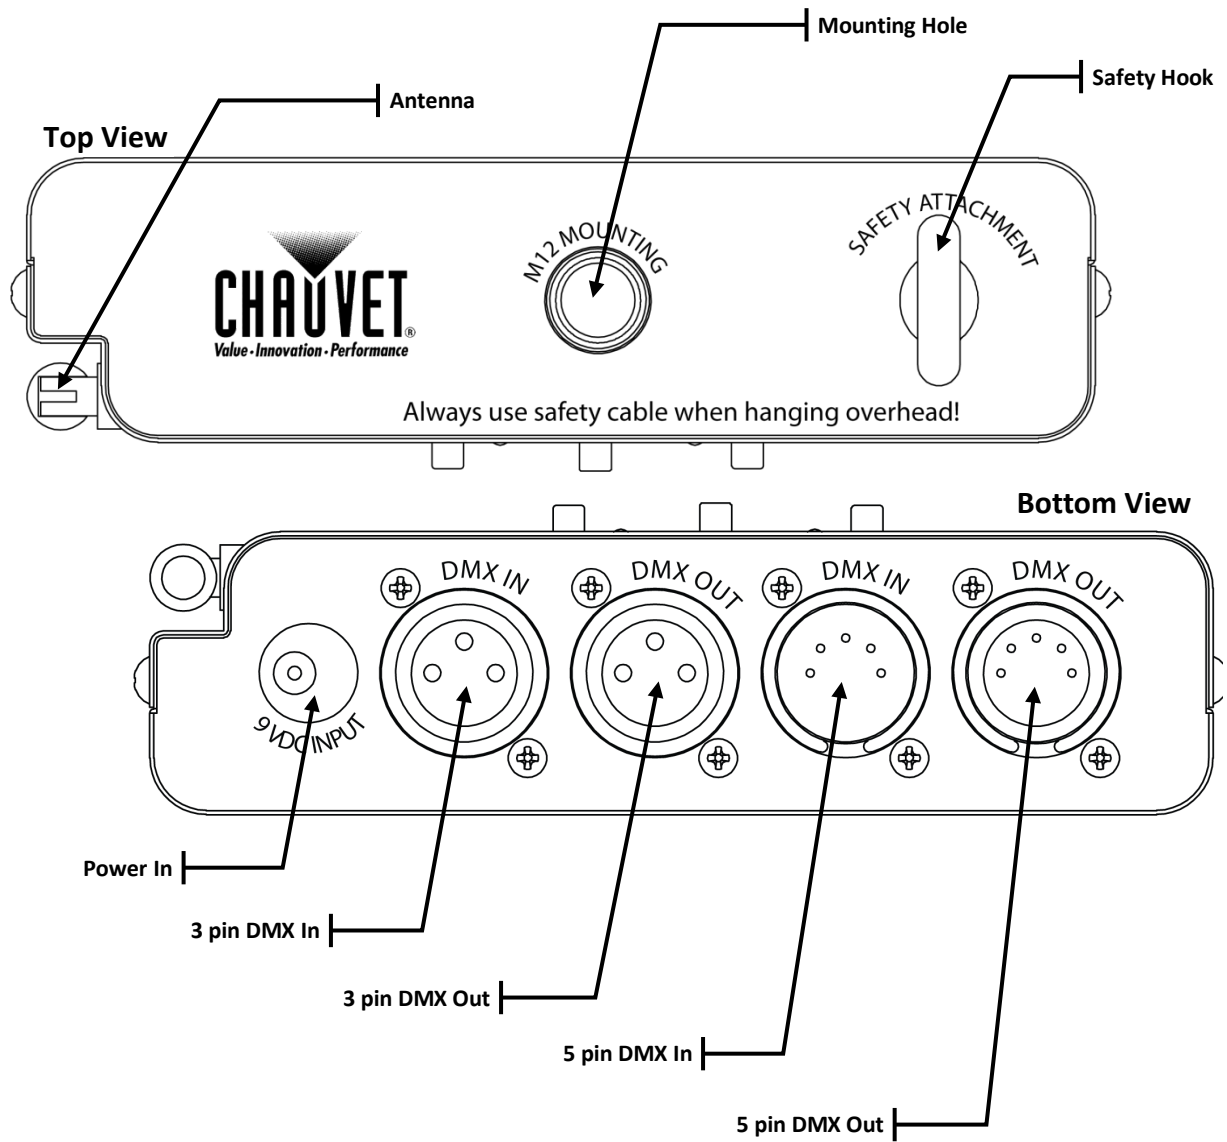 Mounting Hole
Safety Hook
Antenna
Top View
M12 MOUNTING
SAFETY ATTACHMENT
CHAUVET®
Value · Innovation · Performance
Always use safety cable when hanging overhead!
Bottom View
DMX IN
DMX OUT
DMX IN
DMX OUT
9 VDC INPUT
Power In
3 pin DMX In
3 pin DMX Out
5 pin DMX In
5 pin DMX Out